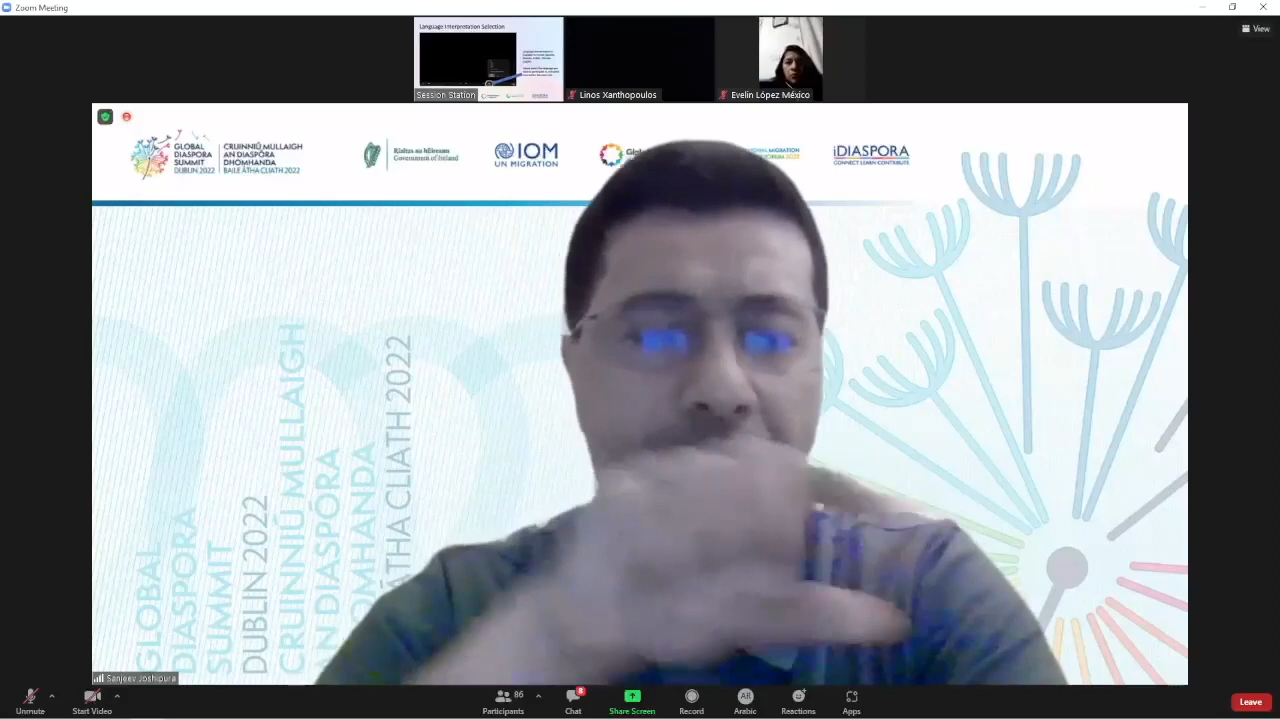 Zoom Meeting
View
Language Interpretation Selection
Session Station
Linos Xanthopoulos
Evelin López México
GLOBAL
DIASPORA
SUMMIT
DUBLIN 2022
CRUINNIÚ MULLAIGH
AN DIASPÓRA
DHOMHANDA
BAILE ÁTHA CLIATH 2022
Rialtas na hÉireann
Government of Ireland
IOM
UN MIGRATION
iDIASPORA
CONNECT LEARN CONTRIBUTE
GLOBAL
DIASPORA
SUMMIT
DUBLIN 2022
CRUINNIÚ MULLAIGH
AN DIASPÓRA
OMHANDA
ÁTHA CLIATH 2022
Sanjeev Joshipura
Unmute
Start Video
86
Participants
8
Chat
Share Screen
Record
AR
Arabic
Reactions
Apps
Leave